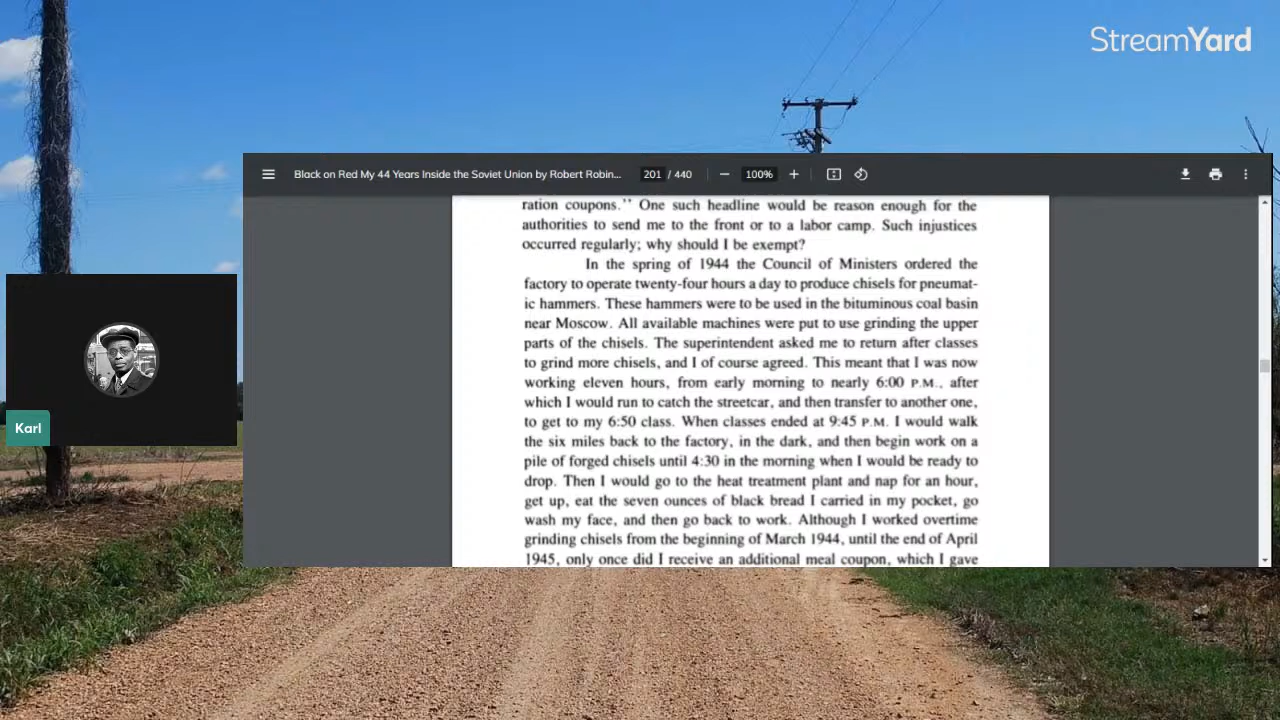 StreamYard
Black on Red My 44 Years Inside the Soviet Union by Robert Robin...
201 / 440
100%
ration coupons.'' One such headline would be reason enough for the
authorities to send me to the front or to a labor camp. Such injustices
occurred regularly; why should I be exempt?
In the spring of 1944 the Council of Ministers ordered the
factory to operate twenty-four hours a day to produce chisels for pneumat-
ic hammers. These hammers were to be used in the bituminous coal basin
near Moscow. All available machines were put to use grinding the upper
parts of the chisels. The superintendent asked me to return after classes
to grind more chisels, and I of course agreed. This meant that I was now
working eleven hours, from early morning to nearly 6:00 P.M., after
which I would run to catch the streetcar, and then transfer to another one,
to get to my 6:50 class. When classes ended at 9:45 P.M. I would walk
the six miles back to the factory, in the dark, and then begin work on a
pile of forged chisels until 4:30 in the morning when I would be ready to
drop. Then I would go to the heat treatment plant and nap for an hour,
get up, eat the seven ounces of black bread I carried in my pocket, go
wash my face, and then go back to work. Although I worked overtime
grinding chisels from the beginning of March 1944, until the end of April
1945, only once did I receive an additional meal coupon, which I gave
Karl